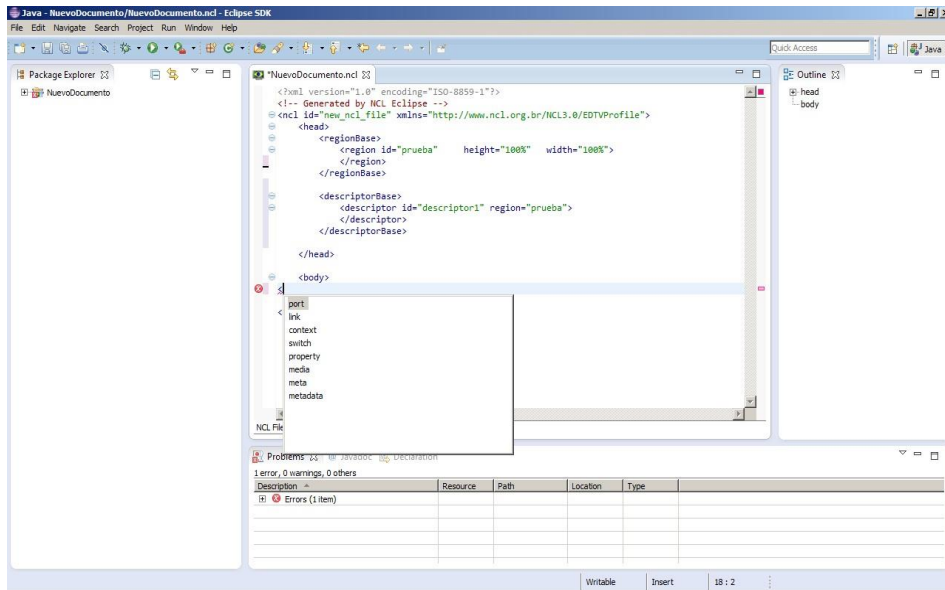 Java - NuevoDocumento/NuevoDocumento.ncl - Eclipse SDK
File Edit Navigate Search Project Run Window Help
Quick Access
Java
Package Explorer
NuevoDocumento
*NuevoDocumento.ncl
<?xml version="1.0" encoding="ISO-8859-1"?>
<!-- Generated by NCL Eclipse -->
<ncl id="new_ncl_file" xmlns="http://www.ncl.org.br/NCL3.0/EDTVProfile">
<head>
<regionBase>
<region id="prueba" height="100%" width="100%">
</region>
</regionBase>
<descriptorBase>
<descriptor id="descriptor1" region="prueba">
</descriptor>
</descriptorBase>
</head>
<body>
<
<
port
link
context
switch
property
media
meta
metadata
NCL File
Outline
head
body
Problems @ Javadoc Declaration
1 error, 0 warnings, 0 others
Description Resource Path Location Type
Errors (1 item)
Writable Insert 18 : 2